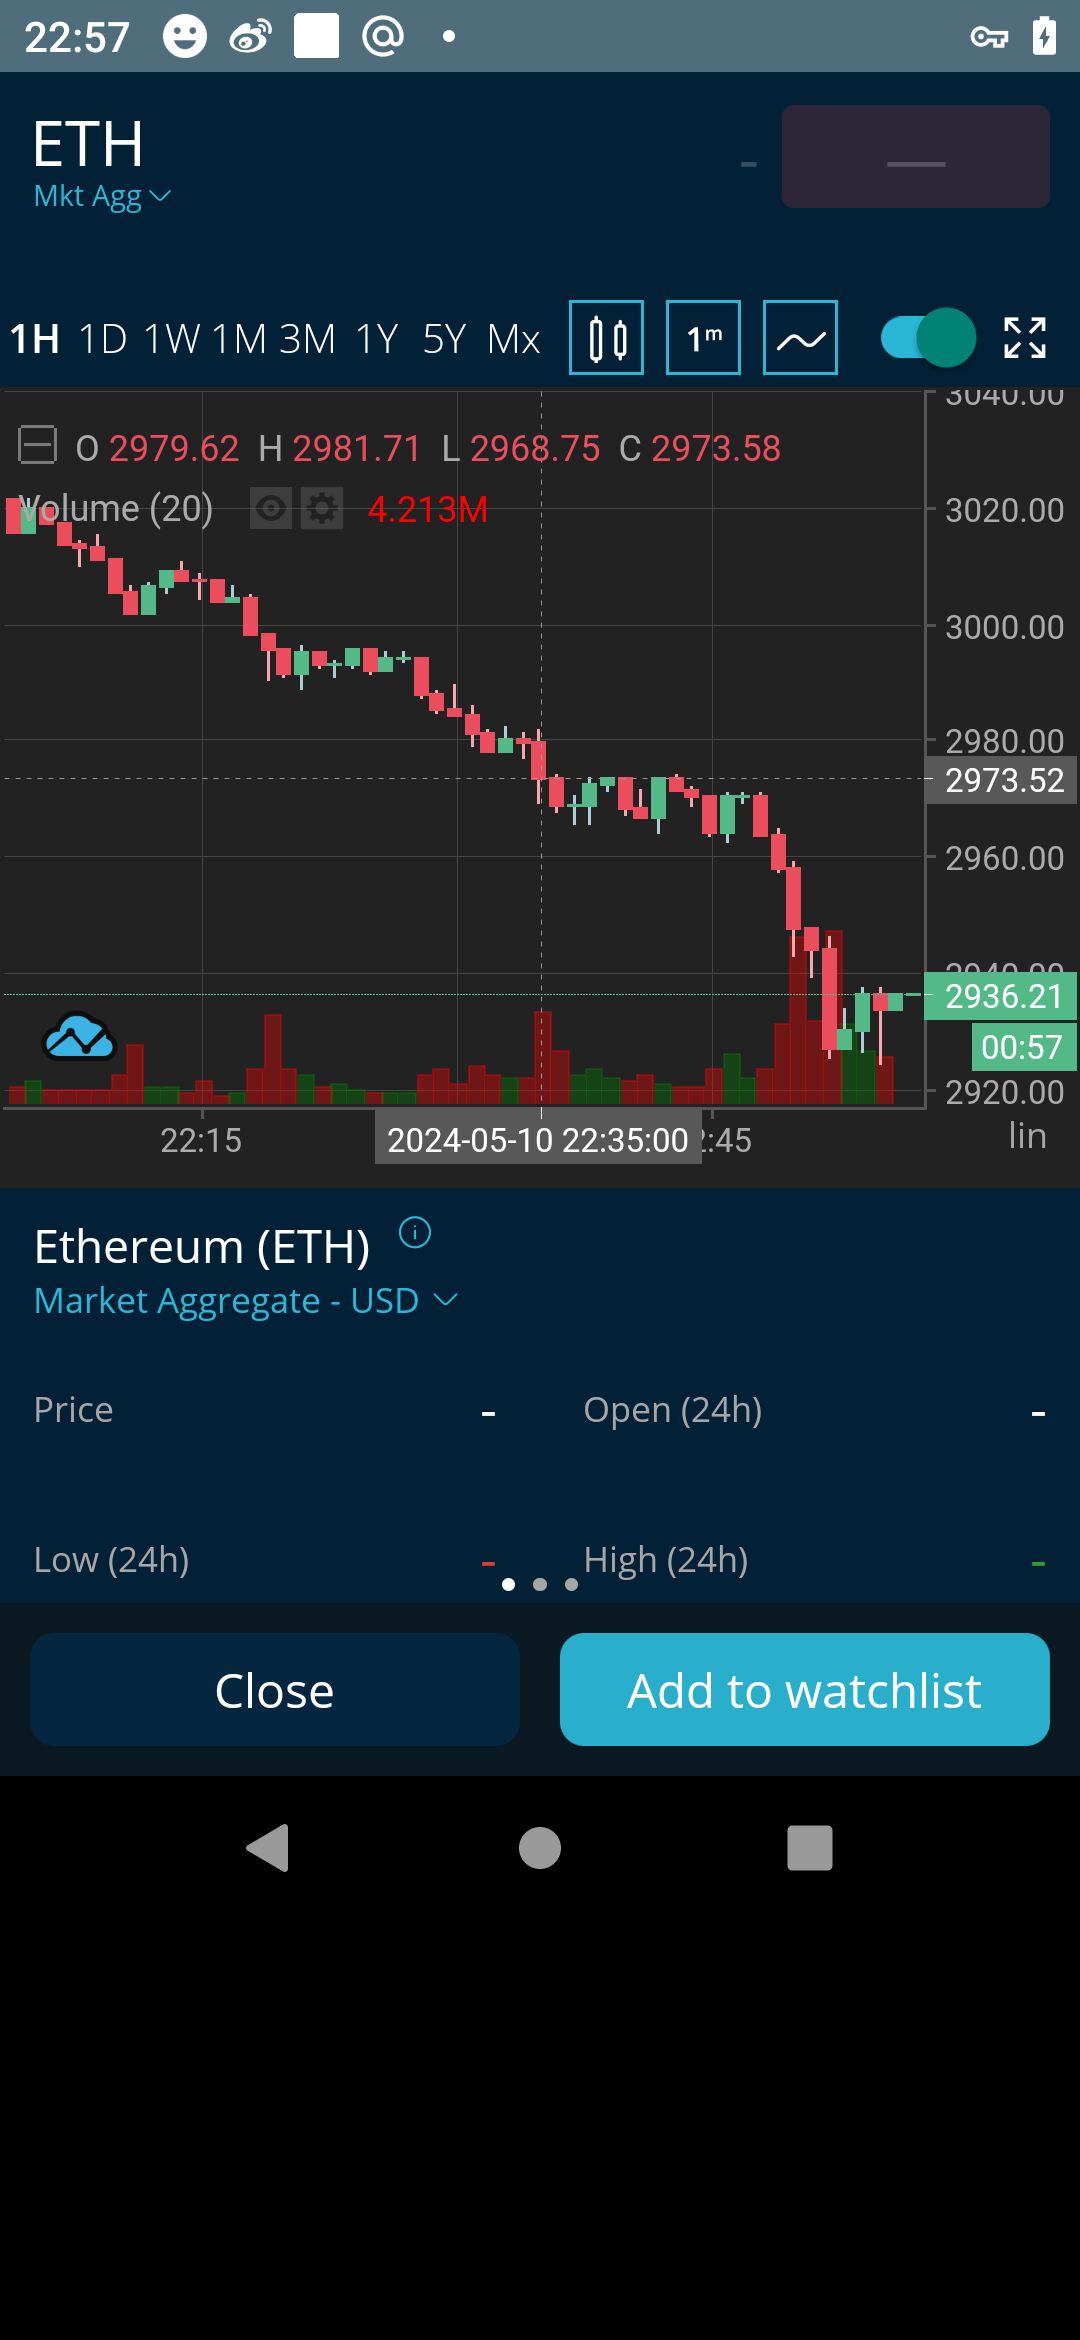 22:57
ETH
Mkt Agg
-
—
1H 1D 1W 1M 3M 1Y 5Y Mx 1m
3040.00
O 2979.62 H 2981.71 L 2968.75 C 2973.58
Volume (20) 4.213M
3020.00
3000.00
2980.00
2973.52
2960.00
2940.00
2936.21
00:57
2920.00
22:15 2024-05-10 22:35:00 2:45 lin
Ethereum (ETH)
Market Aggregate - USD
Price - Open (24h) -
Low (24h) - High (24h) -
Close Add to watchlist